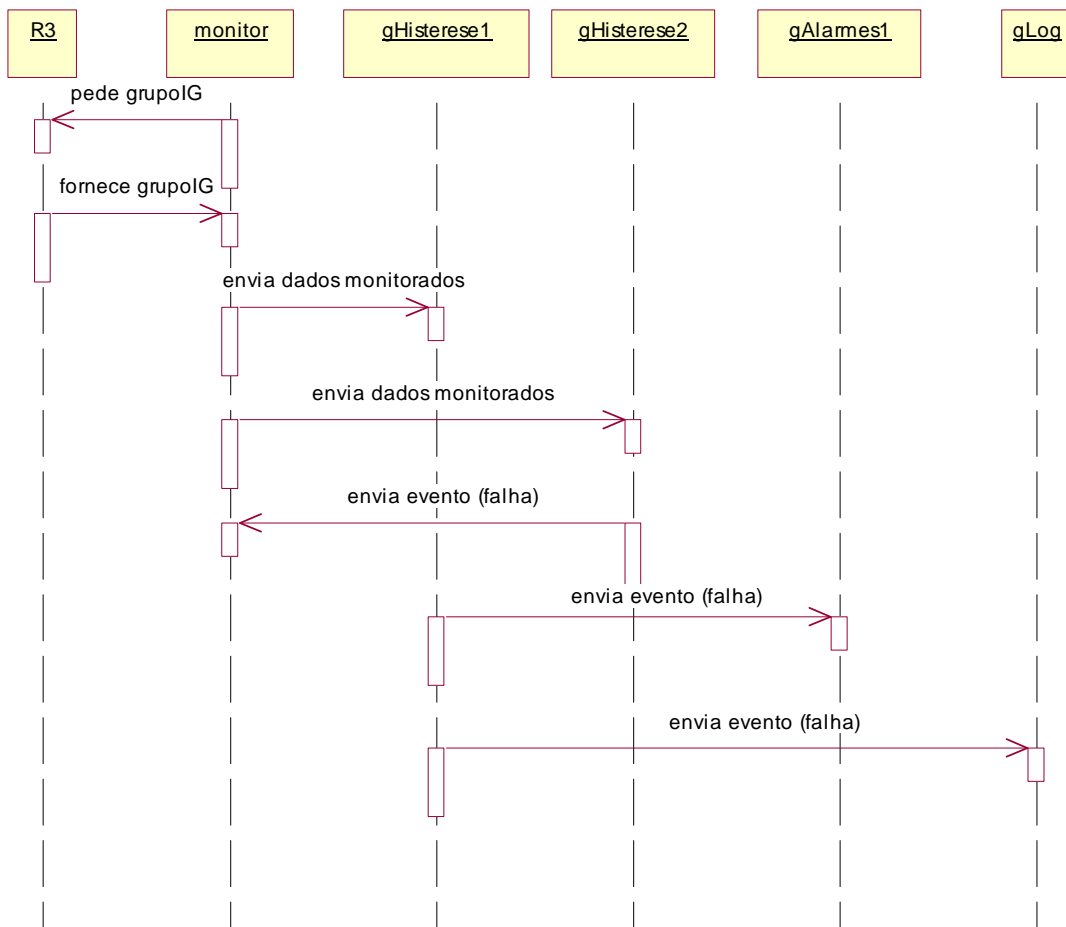 R3
monitor
gHisterese1
gHisterese2
gAlarmes1
gLog
pede grupoIG
fornece grupoIG
envia dados monitorados
envia dados monitorados
envia evento (falha)
envia evento (falha)
envia evento (falha)